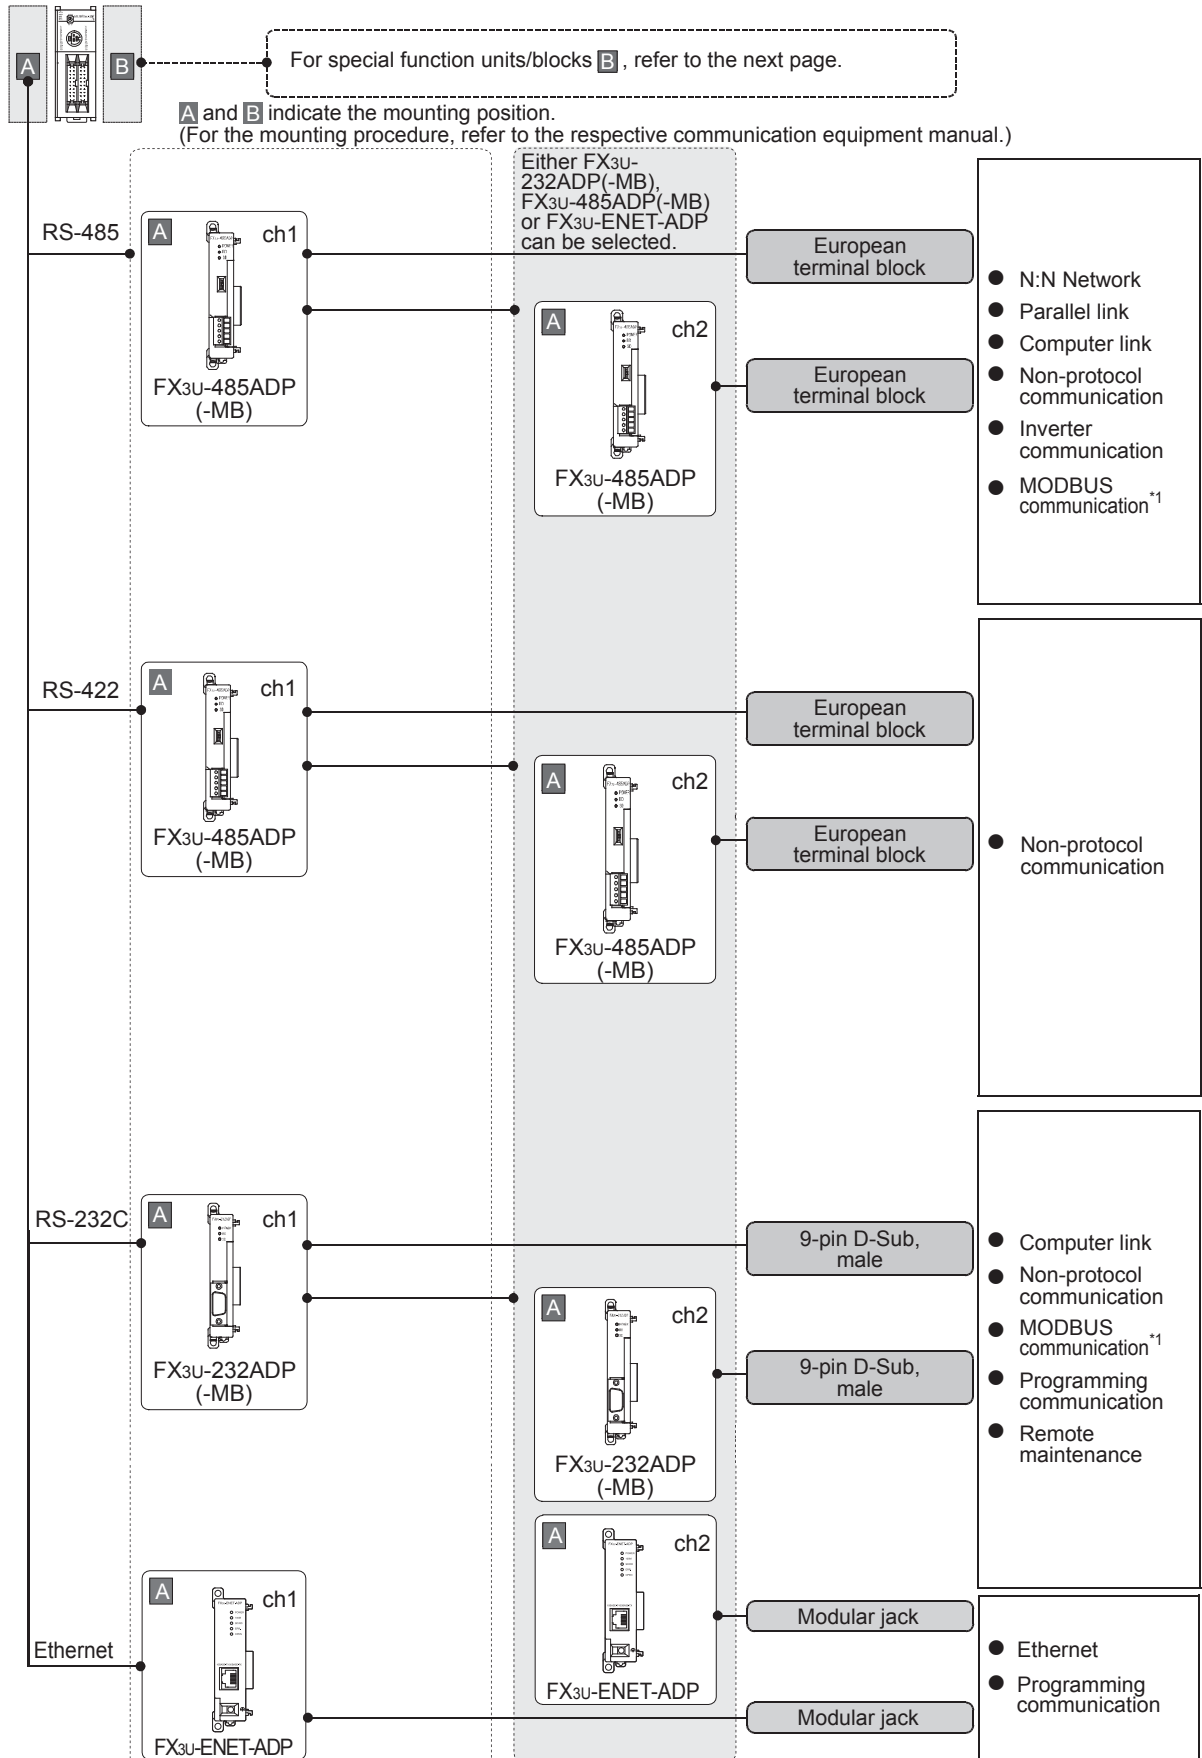 A
B
For special function units/blocks B , refer to the next page.
A and B indicate the mounting position.
(For the mounting procedure, refer to the respective communication equipment manual.)
Either FX3U-
232ADP(-MB),
FX3U-485ADP(-MB)
or FX3U-ENET-ADP
can be selected.
RS-485
A
ch1
FX3U-485ADP
(-MB)
European
terminal block
A
ch2
FX3U-485ADP
(-MB)
European
terminal block
● N:N Network
● Parallel link
● Computer link
● Non-protocol
communication
● Inverter
communication
● MODBUS
communication*1
RS-422
A
ch1
FX3U-485ADP
(-MB)
European
terminal block
A
ch2
FX3U-485ADP
(-MB)
European
terminal block
● Non-protocol
communication
RS-232C
A
ch1
FX3U-232ADP
(-MB)
9-pin D-Sub,
male
A
ch2
FX3U-232ADP
(-MB)
9-pin D-Sub,
male
● Computer link
● Non-protocol
communication
● MODBUS
communication*1
● Programming
communication
● Remote
maintenance
Ethernet
A
ch1
FX3U-ENET-ADP
A
ch2
FX3U-ENET-ADP
Modular jack
Modular jack
● Ethernet
● Programming
communication